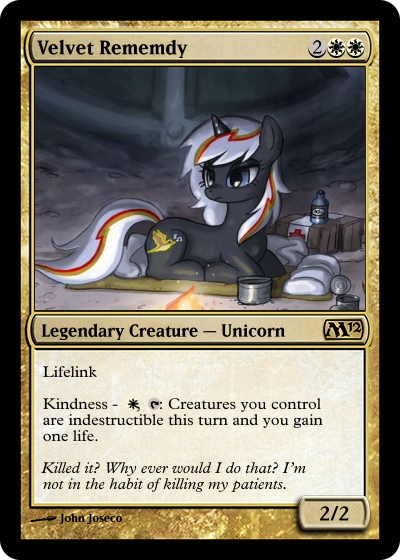 Velvet Rememdy 2
Legendary Creature — Unicorn M12
Lifelink
Kindness - : Creatures you control
are indestructible this turn and you gain
one life.
Killed it? Why ever would I do that? I'm
not in the habit of killing my patients.
2/2
John Joseco